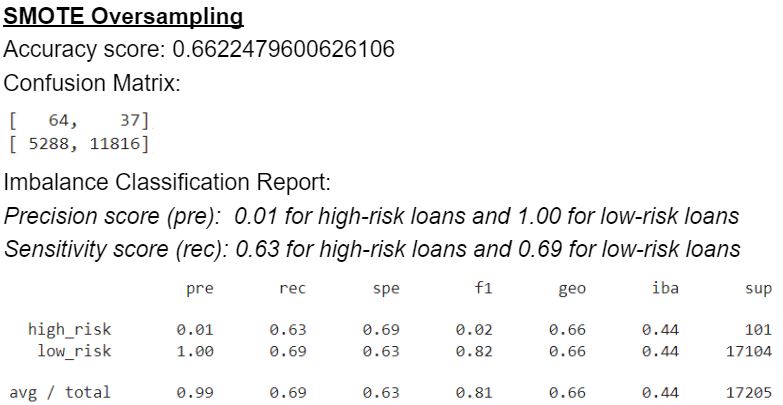 SMOTE Oversampling
Accuracy score: 0.6622479600626106
Confusion Matrix:
[   64,    37]
[ 5288, 11816]
Imbalance Classification Report:
Precision score (pre):  0.01 for high-risk loans and 1.00 for low-risk loans
Sensitivity score (rec): 0.63 for high-risk loans and 0.69 for low-risk loans
pre rec spe f1 geo iba sup
high_risk 0.01 0.63 0.69 0.02 0.66 0.44 101
low_risk 1.00 0.69 0.63 0.82 0.66 0.44 17104
avg / total 0.99 0.69 0.63 0.81 0.66 0.44 17205